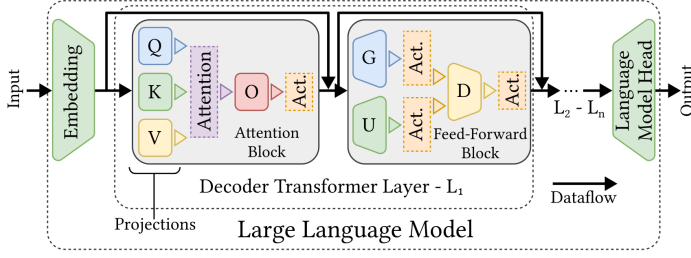 Input
Embedding
Q
K
V
Attention
O
Act.
Attention
Block
G
U
Act.
Act.
D
Act.
Feed-Forward
Block
L₂ - Lₙ
Language
Model Head
Output
Decoder Transformer Layer - L₁
Projections
Dataflow
Large Language Model